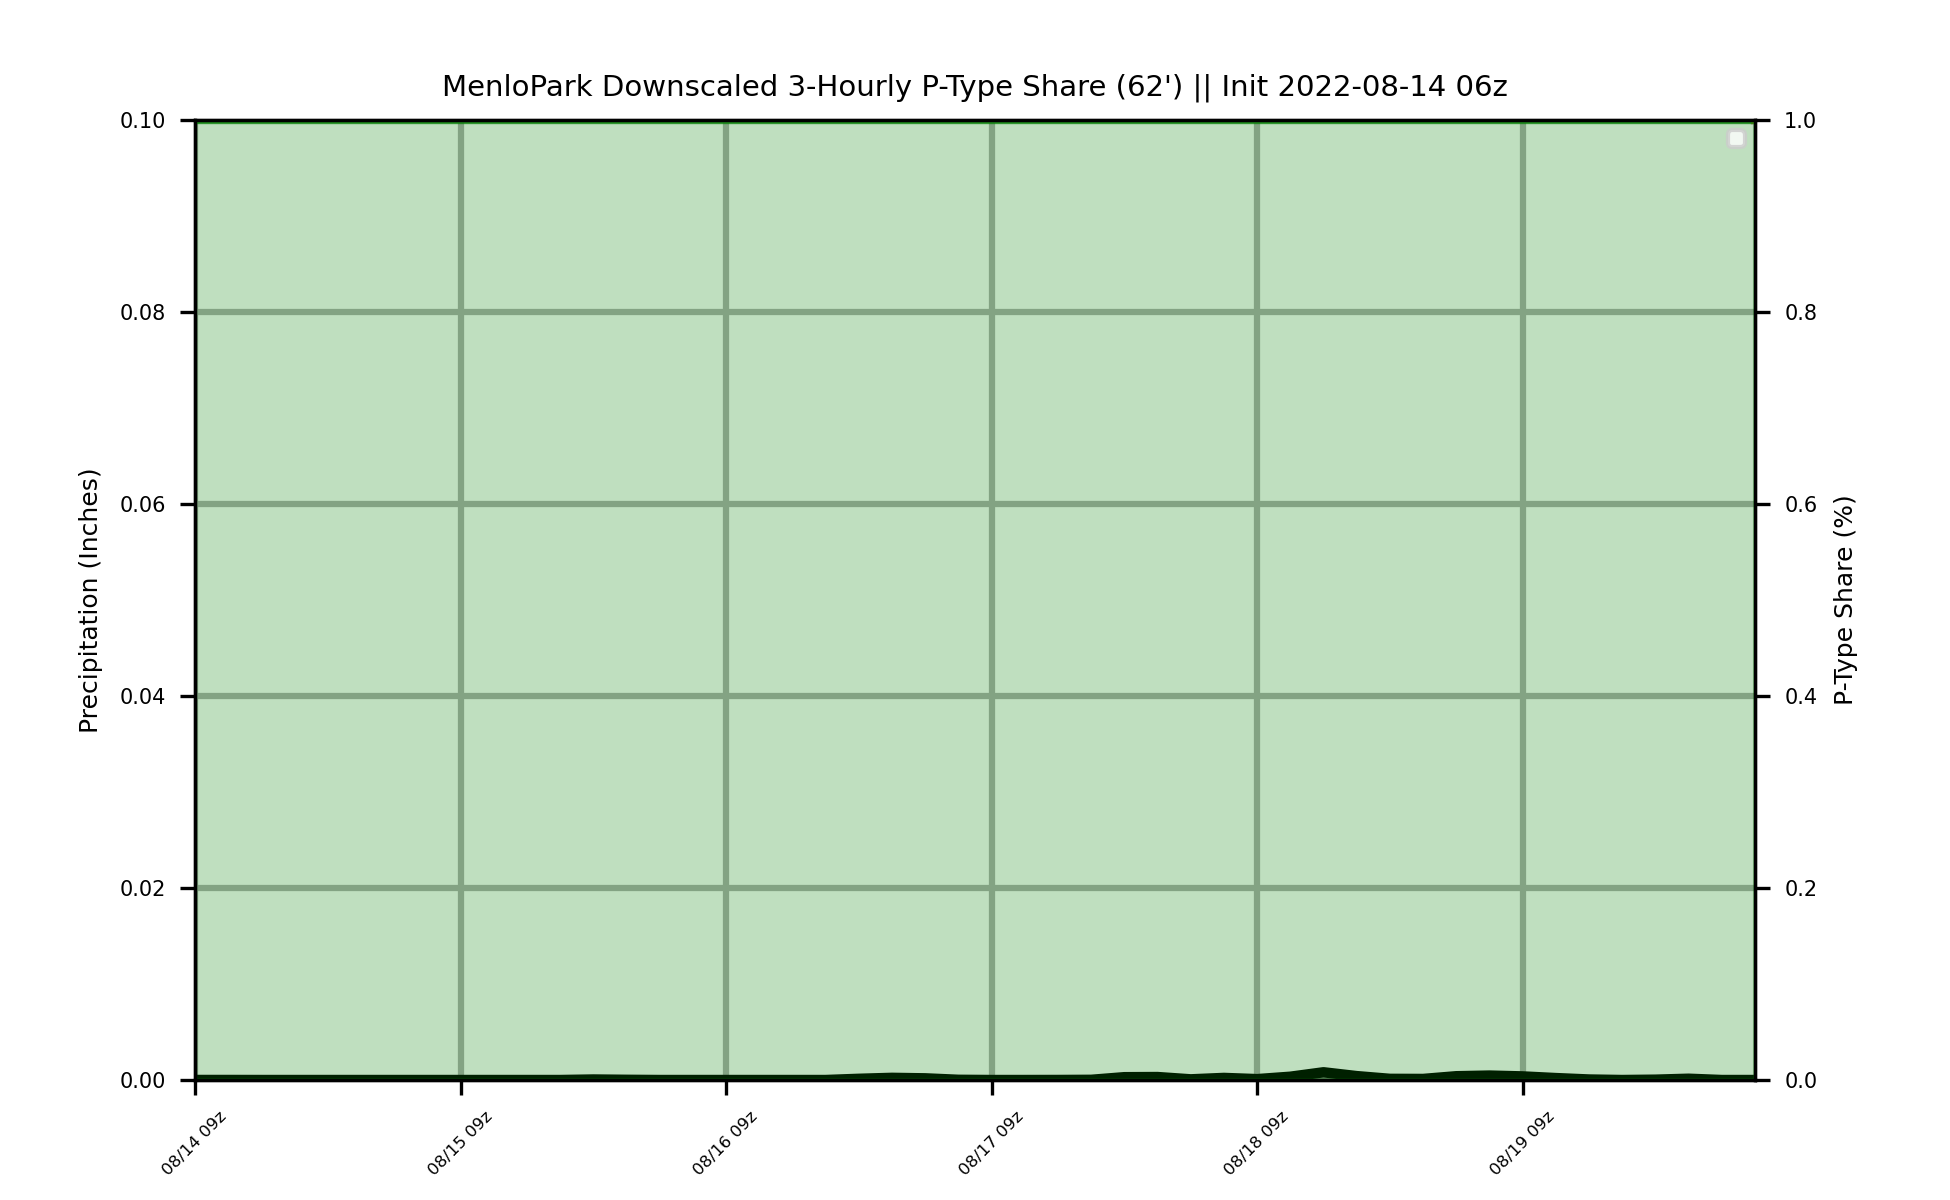 MenloPark Downscaled 3-Hourly P-Type Share (62') || Init 2022-08-14 06z
0.10
0.08
0.06
0.04
0.02
0.00
Precipitation (Inches)
1.0
0.8
0.6
0.4
0.2
0.0
P-Type Share (%)
08/14 09z
08/15 09z
08/16 09z
08/17 09z
08/18 09z
08/19 09z